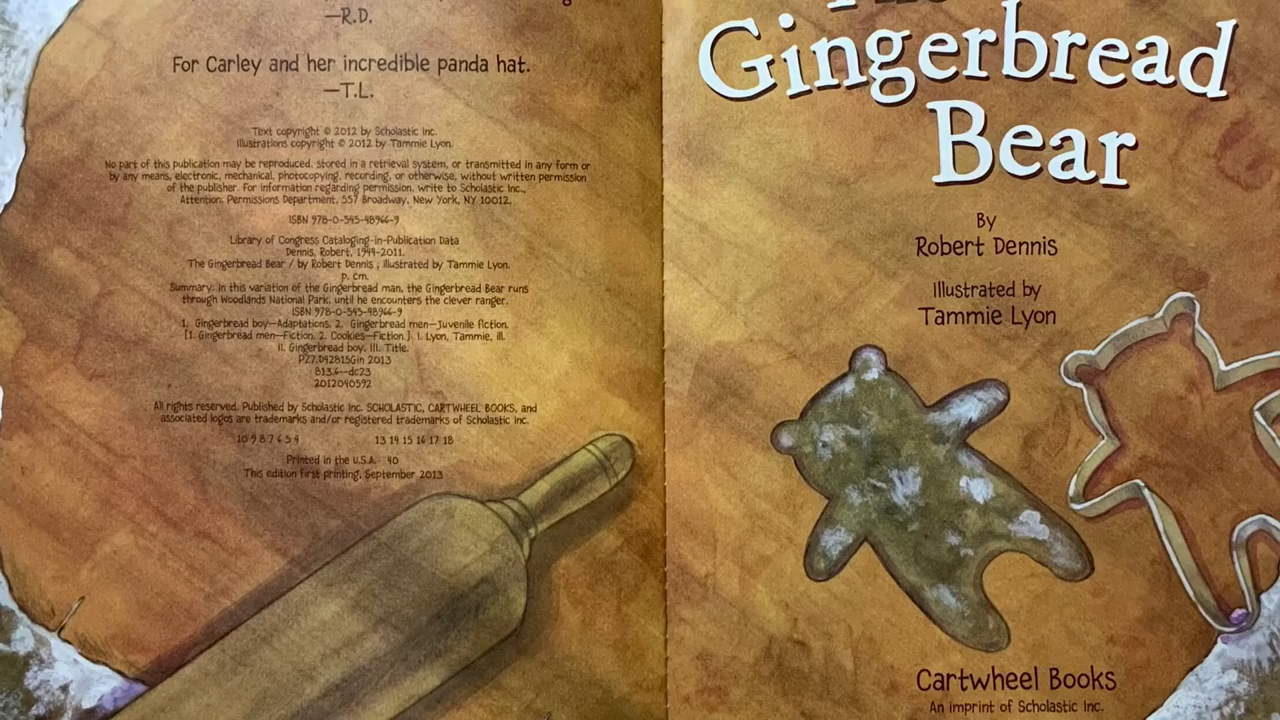 —R.D.
For Carley and her incredible panda hat.
—T.L.
Text copyright © 2012 by Scholastic Inc.
Illustrations copyright © 2012 by Tammie Lyon.
No part of this publication may be reproduced, stored in a retrieval system, or transmitted in any form or
by any means, electronic, mechanical, photocopying, recording, or otherwise, without written permission
of the publisher. For information regarding permission, write to Scholastic Inc.,
Attention: Permissions Department, 557 Broadway, New York, NY 10012.
ISBN 978-0-545-48966-9
Library of Congress Cataloging-in-Publication Data
Dennis, Robert, 1949-2011.
The Gingerbread Bear / by Robert Dennis ; illustrated by Tammie Lyon.
p. cm.
Summary: In this variation of the Gingerbread man, the Gingerbread Bear runs
through Woodlands National Park, until he encounters the clever ranger.
ISBN 978-0-545-48966-9
1. Gingerbread boy—Adaptations. 2. Gingerbread men—Juvenile fiction.
[1. Gingerbread men—Fiction. 2. Cookies—Fiction.] I. Lyon, Tammie, ill.
II. Gingerbread boy. III. Title.
PZ7.D42815Gin 2013
813.6--dc23
2012040592
All rights reserved. Published by Scholastic Inc. SCHOLASTIC, CARTWHEEL BOOKS, and
associated logos are trademarks and/or registered trademarks of Scholastic Inc.
10 9 8 7 6 5 4 13 14 15 16 17 18
Printed in the U.S.A. 40
This edition first printing, September 2013
The
Gingerbread
Bear
By
Robert Dennis
Illustrated by
Tammie Lyon
Cartwheel Books
An imprint of Scholastic Inc.